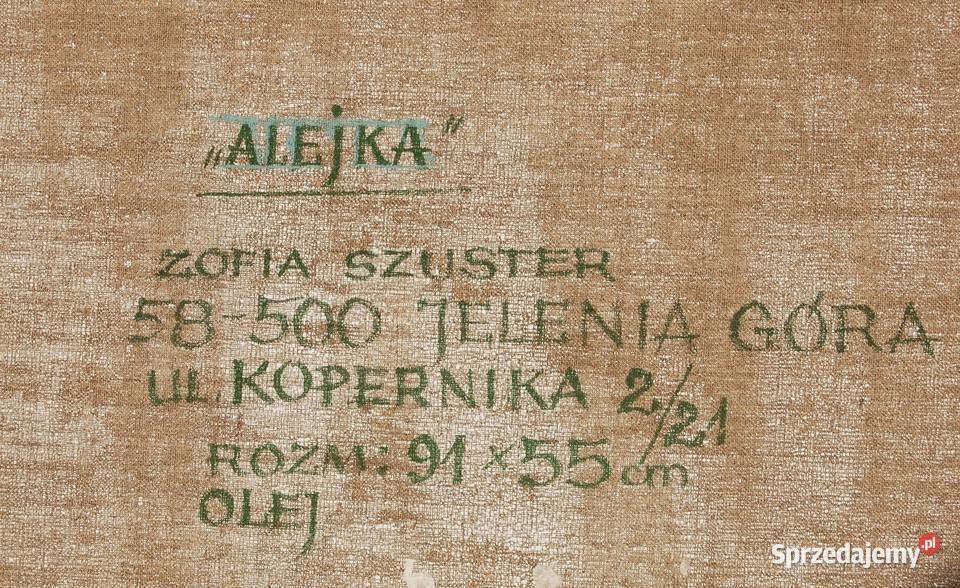 „ALEJKA"
ZOFIA SZUSTER
58-500 JELENIA GÓRA
UL. KOPERNIKA 2/21
ROZM: 91 x 55 cm
OLEJ
Sprzedajemy.pl